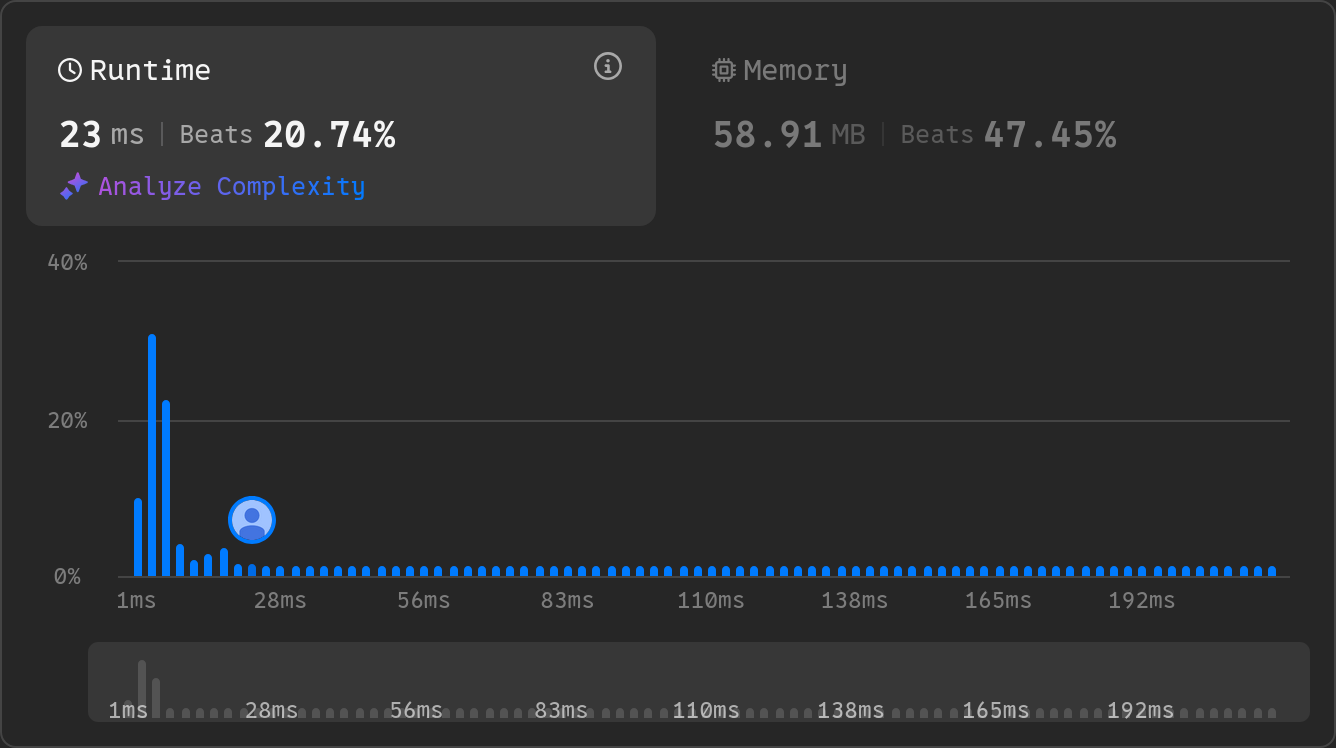 Runtime
23 ms | Beats 20.74%
Analyze Complexity
Memory
58.91 MB | Beats 47.45%
40%
20%
0%
1ms 28ms 56ms 83ms 110ms 138ms 165ms 192ms
1ms 28ms 56ms 83ms 110ms 138ms 165ms 192ms